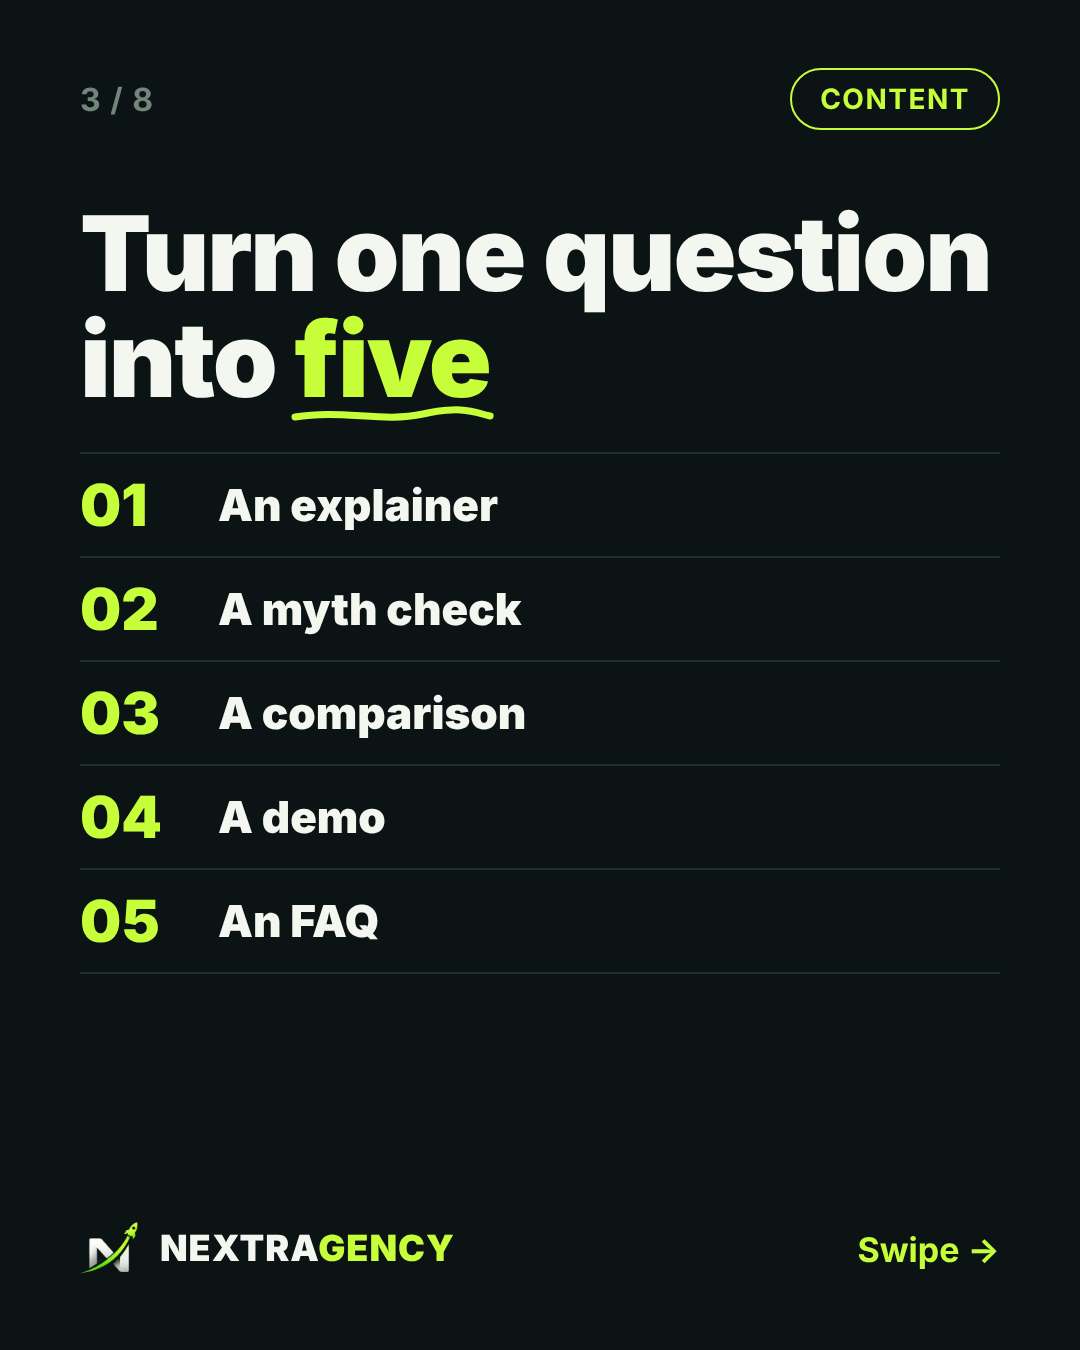 3 / 8
CONTENT
Turn one question
into five
01 An explainer
02 A myth check
03 A comparison
04 A demo
05 An FAQ
NEXTRAGENCY
Swipe →